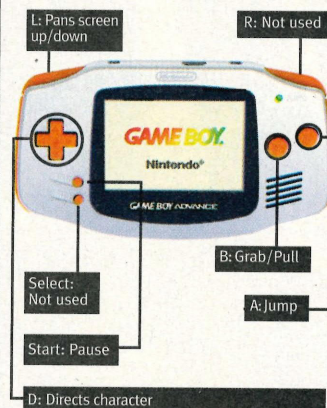 L: Pans screen
up/down
R: Not used
GAME BOY.
Nintendo®
GAME BOY ADVANCE
B: Grab/Pull
Select:
Not used
A: Jump
Start: Pause
D: Directs character